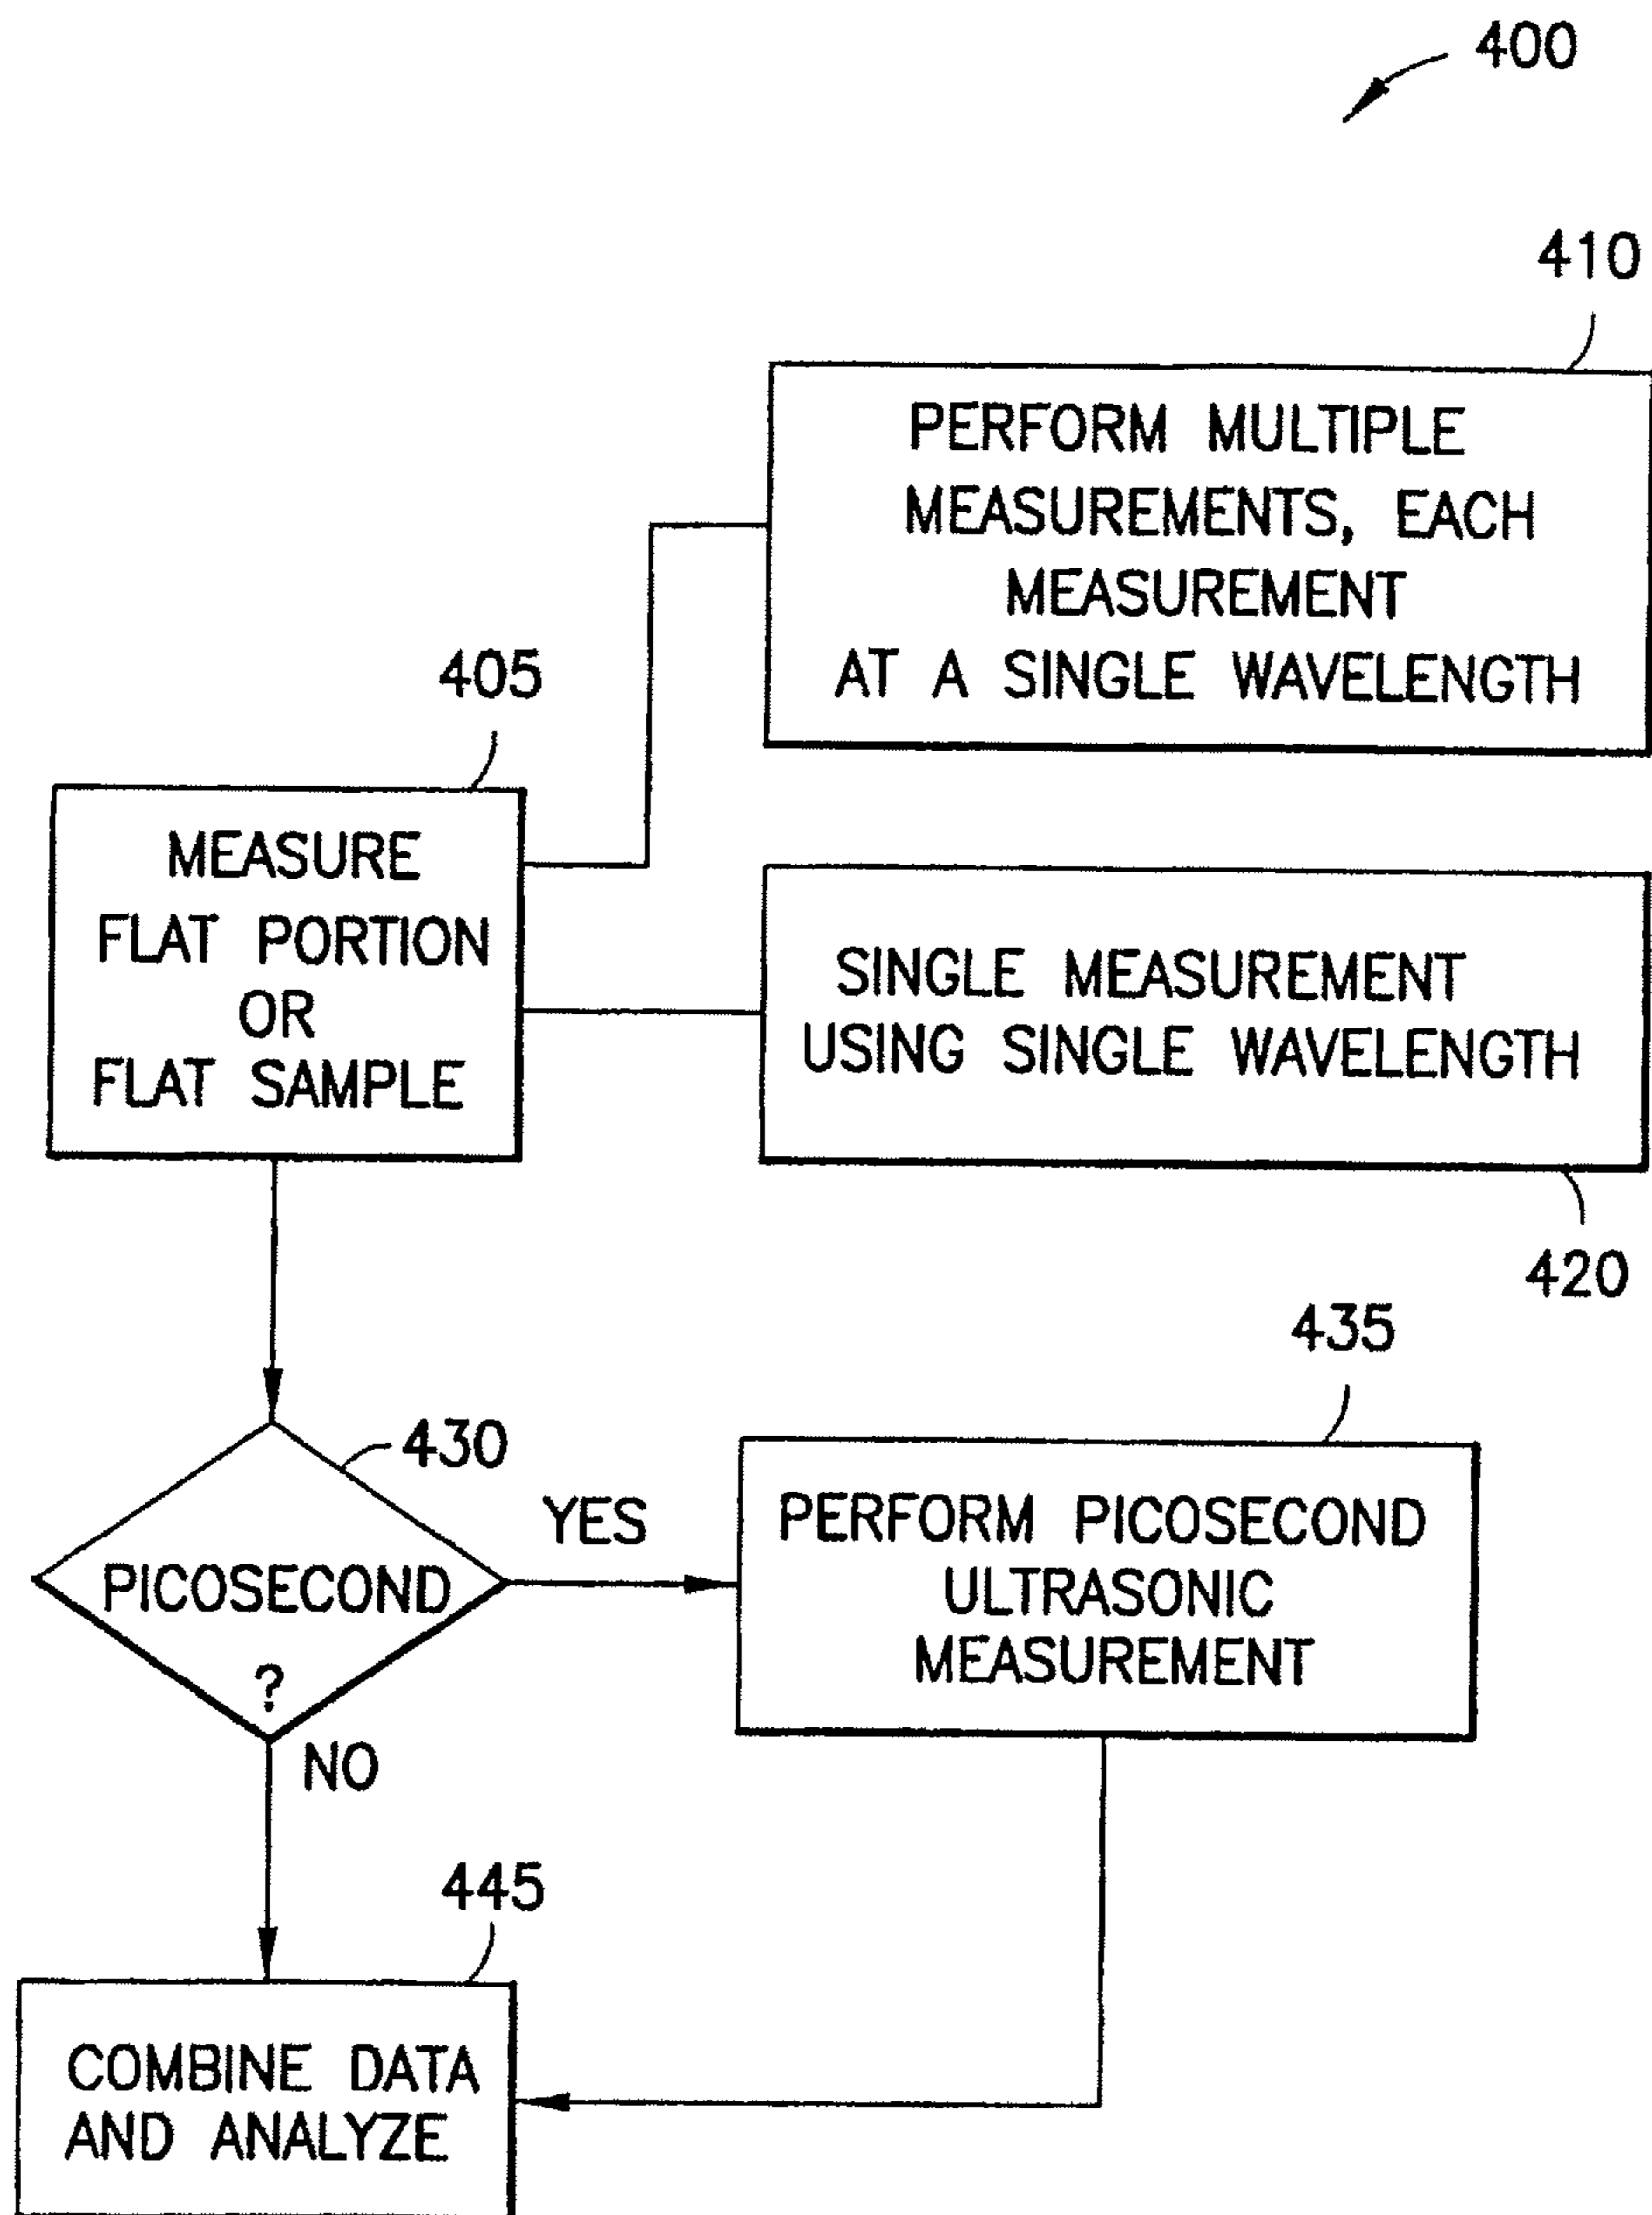 400
410
PERFORM MULTIPLE
MEASUREMENTS, EACH
MEASUREMENT
AT A SINGLE WAVELENGTH
405
MEASURE
FLAT PORTION
OR
FLAT SAMPLE
SINGLE MEASUREMENT
USING SINGLE WAVELENGTH
420
435
430
PICOSECOND
?
YES
PERFORM PICOSECOND
ULTRASONIC
MEASUREMENT
NO
445
COMBINE DATA
AND ANALYZE